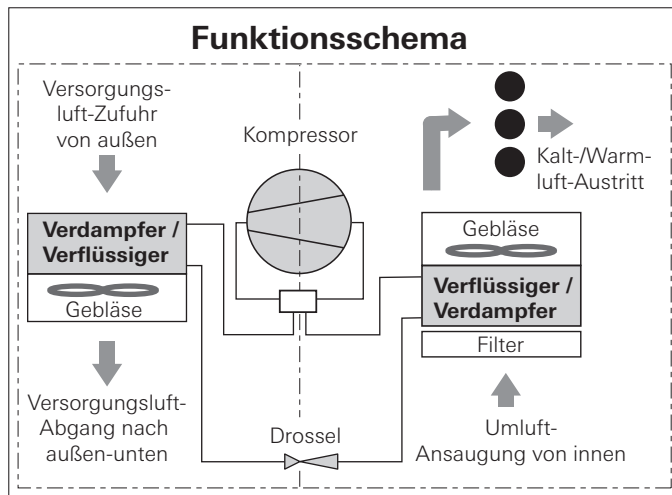 Funktionsschema
Versorgungs-
luft-Zufuhr
von außen
Kompressor
Kalt-/Warm-
luft-Austritt
Verdampfer /
Verflüssiger
Gebläse
Gebläse
Verflüssiger /
Verdampfer
Filter
Versorgungsluft-
Abgang nach
außen-unten
Drossel
Umluft-
Ansaugung von innen